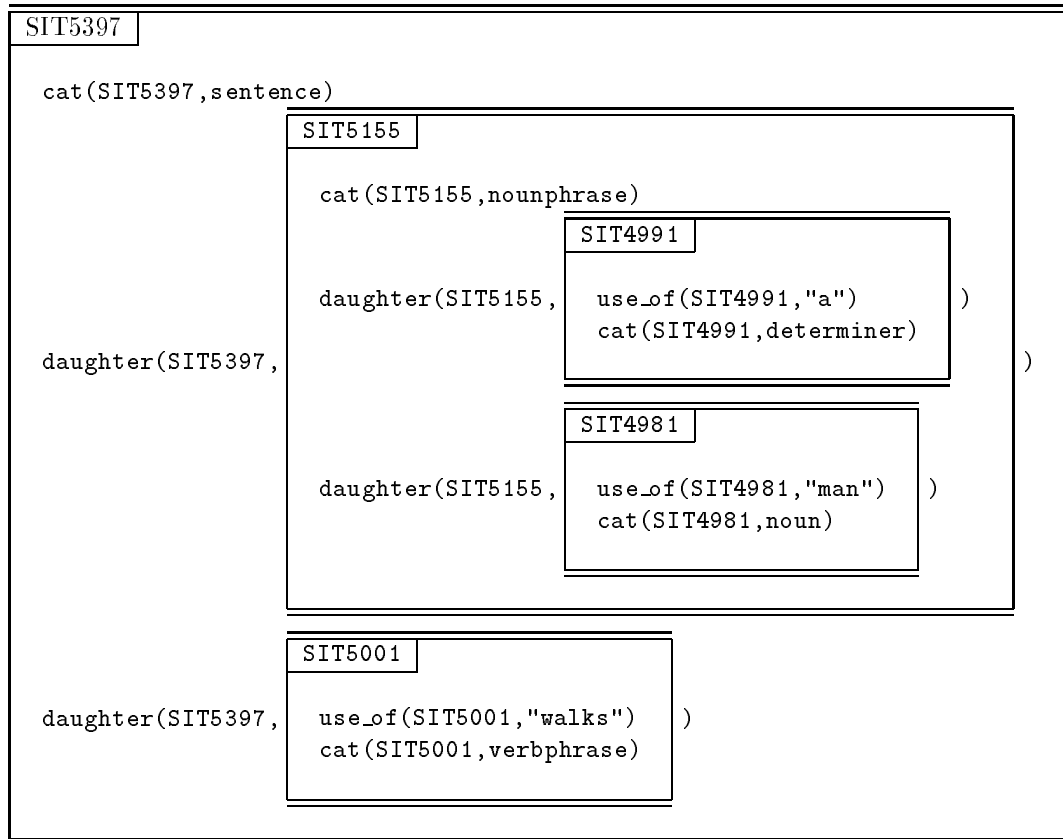 SIT5397
cat(SIT5397,sentence)
SIT5155
cat(SIT5155,nounphrase)
SIT4991
daughter(SIT5155, use_of(SIT4991,"a") )
cat(SIT4991,determiner)
daughter(SIT5397, )
SIT4981
daughter(SIT5155, use_of(SIT4981,"man") )
cat(SIT4981,noun)
SIT5001
daughter(SIT5397, use_of(SIT5001,"walks") )
cat(SIT5001,verbphrase)